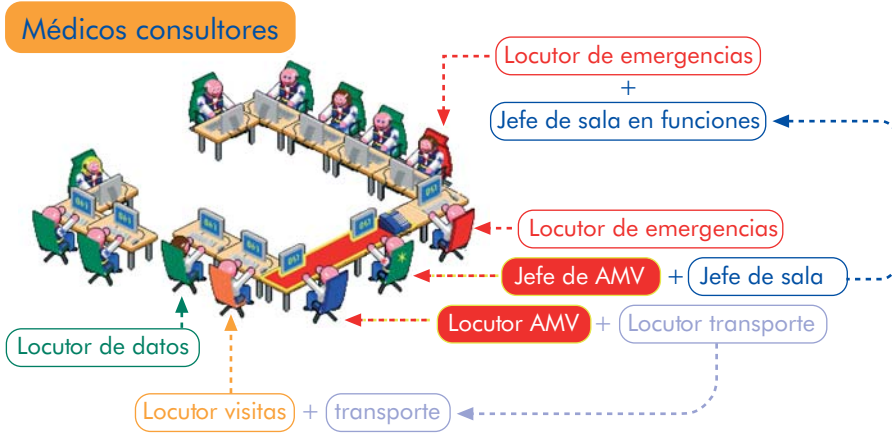 Médicos consultores
Locutor de emergencias
+
Jefe de sala en funciones
Locutor de emergencias
Jefe de AMV + Jefe de sala
Locutor AMV + Locutor transporte
Locutor de datos
Locutor visitas + transporte